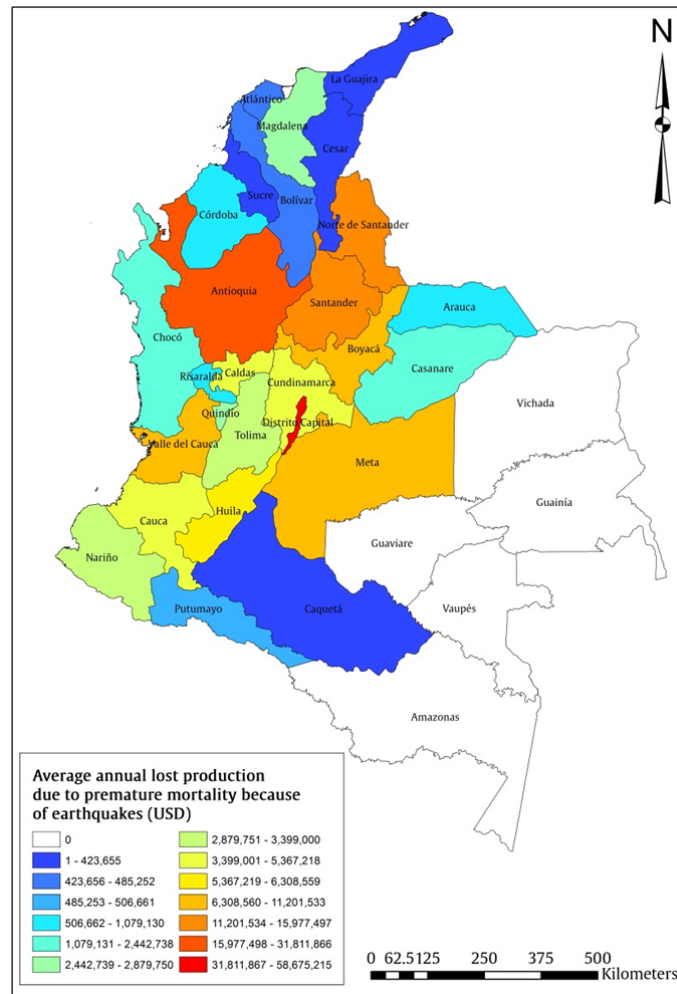 N
La Guajira
Atlántico
Magdalena
Cesar
Sucre
Bolívar
Córdoba
Norte de Santander
Antioquia
Santander
Arauca
Chocó
Boyacá
Casanare
Risaralda
Caldas
Cundinamarca
Vichada
Quindío
Distrito Capital
Tolima
Valle del Cauca
Meta
Guainía
Huila
Cauca
Guaviare
Nariño
Putumayo
Caquetá
Vaupés
Amazonas
Average annual lost production
due to premature mortality because
of earthquakes (USD)
0
1 - 423,655
423,656 - 485,252
485,253 - 506,661
506,662 - 1,079,130
1,079,131 - 2,442,738
2,442,739 - 2,879,750
2,879,751 - 3,399,000
3,399,001 - 5,367,218
5,367,219 - 6,308,559
6,308,560 - 11,201,533
11,201,534 - 15,977,497
15,977,498 - 31,811,866
31,811,867 - 58,675,215
0 62.5 125 250 375 500
Kilometers